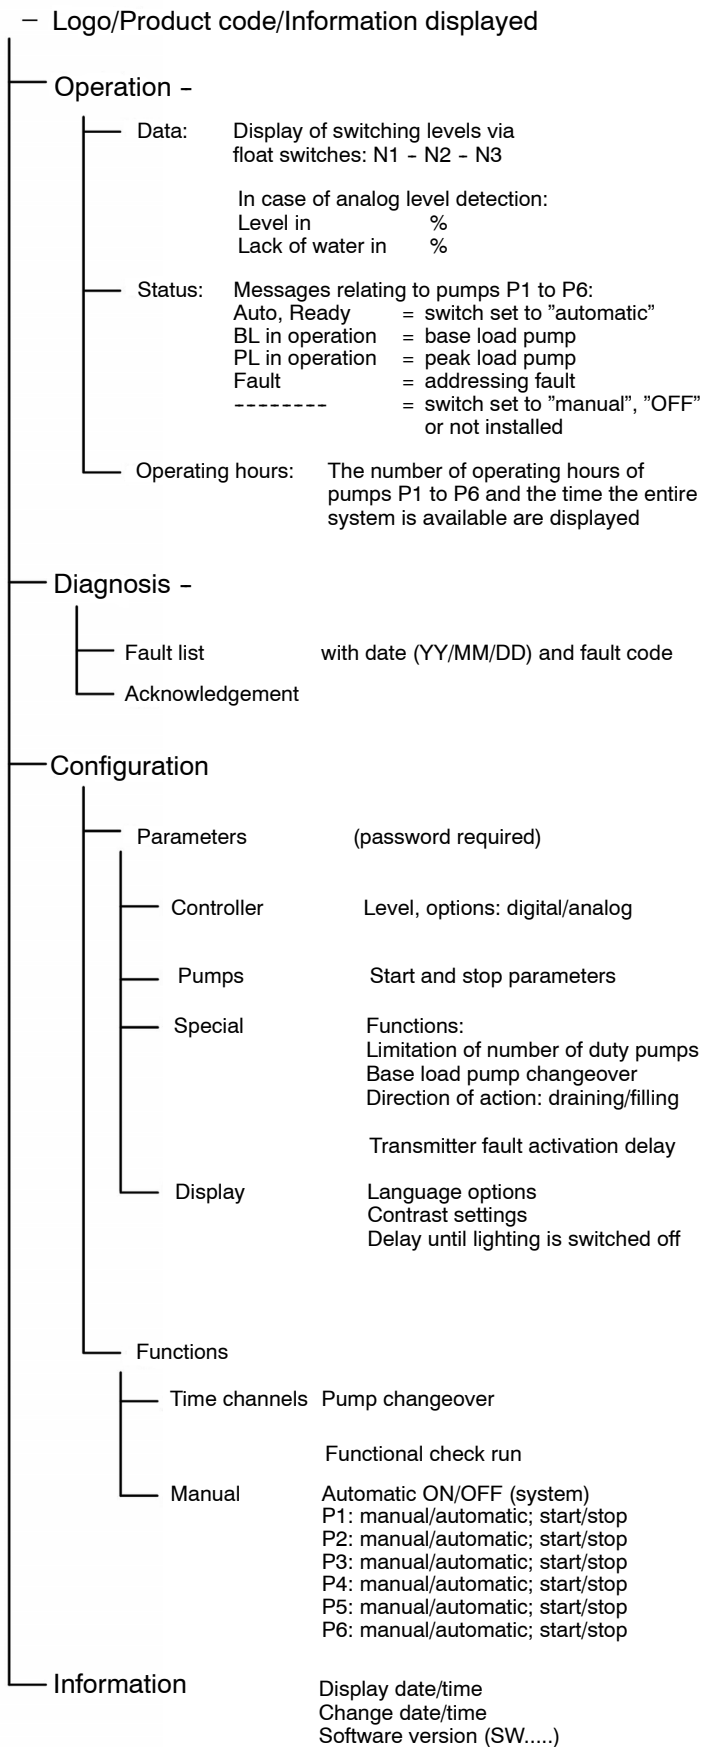 – Logo/Product code/Information displayed
Operation -
Data: Display of switching levels via
float switches: N1 - N2 - N3
In case of analog level detection:
Level in %
Lack of water in %
Status: Messages relating to pumps P1 to P6:
Auto, Ready = switch set to ”automatic”
BL in operation = base load pump
PL in operation = peak load pump
Fault = addressing fault
-------- = switch set to ”manual”, ”OFF”
or not installed
Operating hours: The number of operating hours of
pumps P1 to P6 and the time the entire
system is available are displayed
Diagnosis -
Fault list with date (YY/MM/DD) and fault code
Acknowledgement
Configuration
Parameters (password required)
Controller Level, options: digital/analog
Pumps Start and stop parameters
Special Functions:
Limitation of number of duty pumps
Base load pump changeover
Direction of action: draining/filling
Transmitter fault activation delay
Display Language options
Contrast settings
Delay until lighting is switched off
Functions
Time channels Pump changeover
Functional check run
Manual Automatic ON/OFF (system)
P1: manual/automatic; start/stop
P2: manual/automatic; start/stop
P3: manual/automatic; start/stop
P4: manual/automatic; start/stop
P5: manual/automatic; start/stop
P6: manual/automatic; start/stop
Information Display date/time
Change date/time
Software version (SW.....)